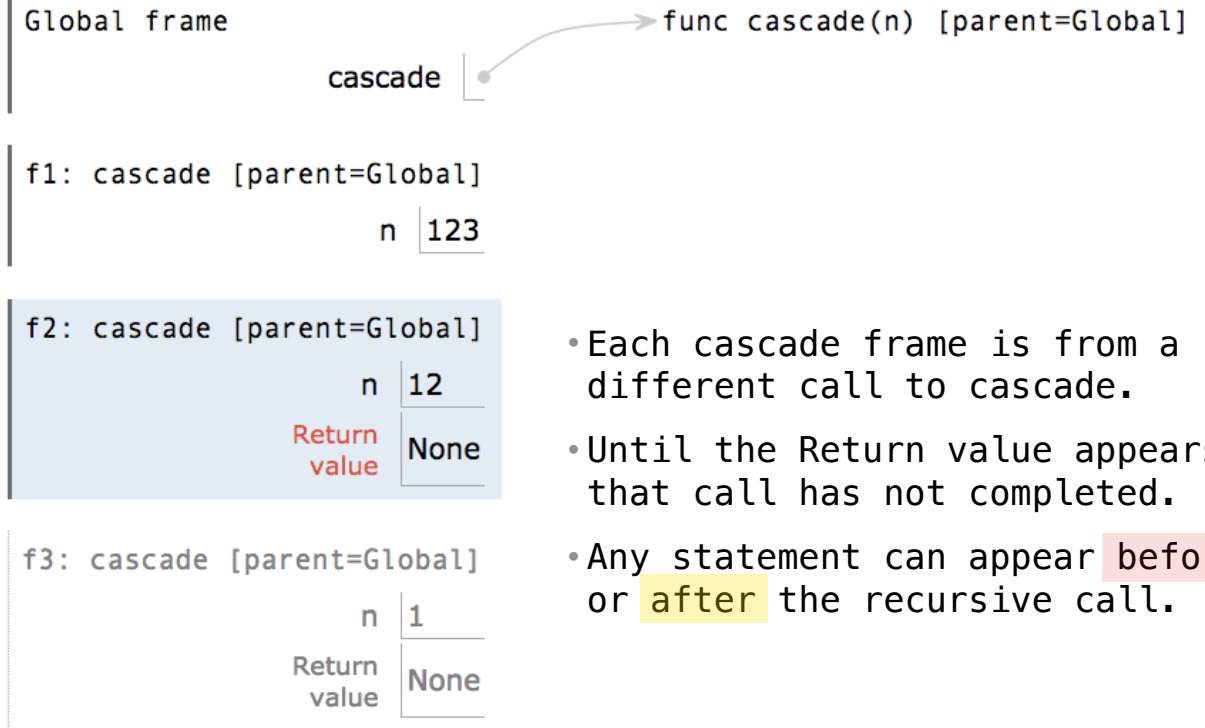 Global frame
func cascade(n) [parent=Global]
cascade
f1: cascade [parent=Global]
n 123
f2: cascade [parent=Global]
n 12
Return
value None
f3: cascade [parent=Global]
n 1
Return
value None
•Each cascade frame is from a
different call to cascade.
•Until the Return value appears
that call has not completed.
•Any statement can appear befo
or after the recursive call.